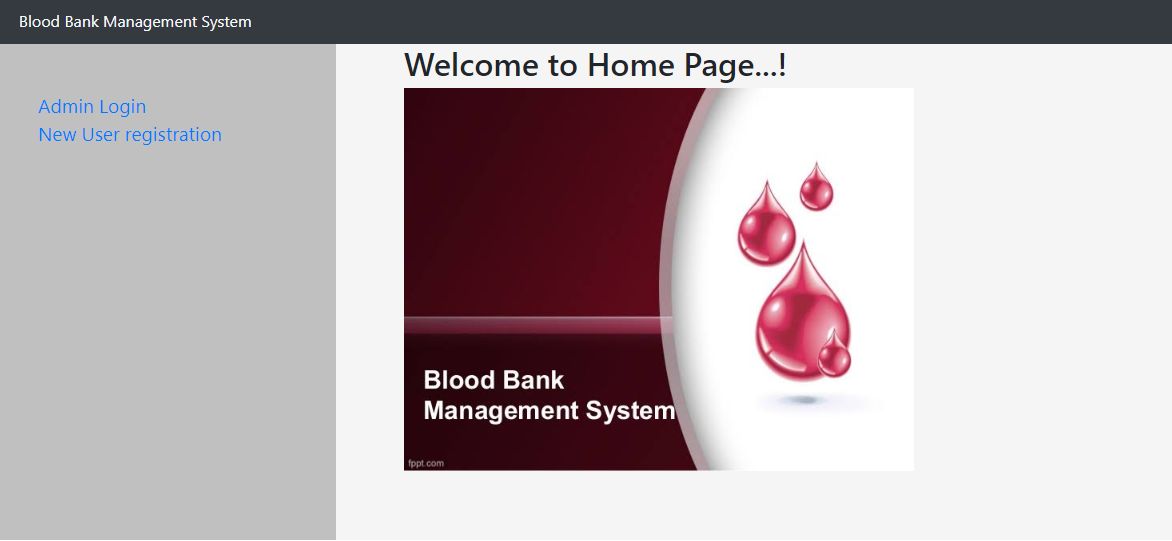 Blood Bank Management System
Admin Login
New User registration
Welcome to Home Page...!
Blood Bank
Management System
fppt.com